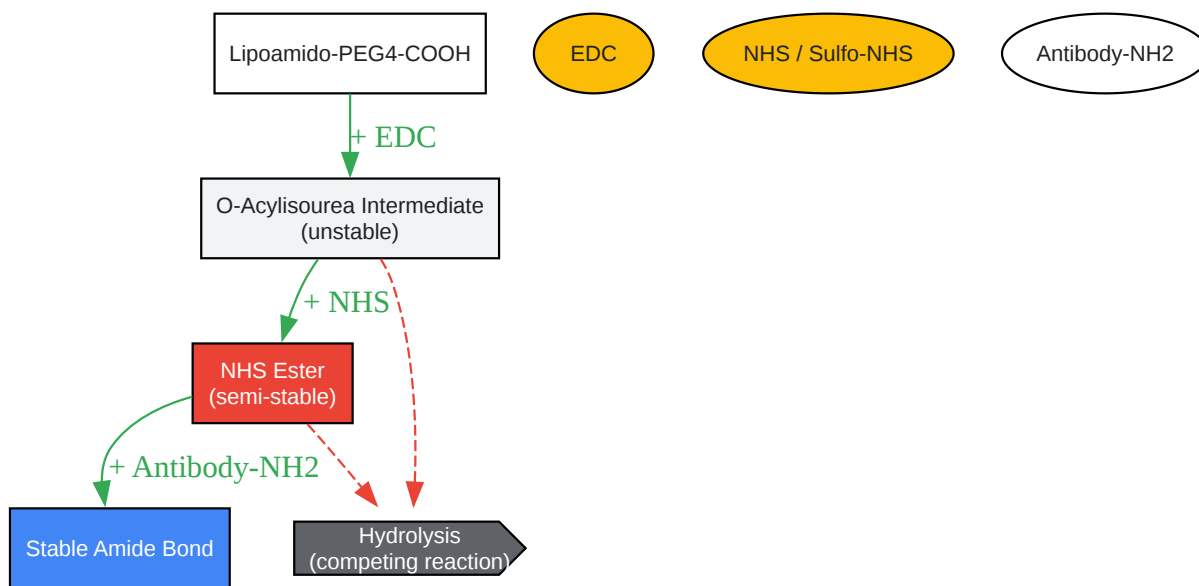 Lipoamido-PEG4-COOH
EDC
NHS / Sulfo-NHS
Antibody-NH2
+ EDC
O-Acylisourea Intermediate
(unstable)
+ NHS
NHS Ester
(semi-stable)
+ Antibody-NH2
Stable Amide Bond
Hydrolysis
(competing reaction)